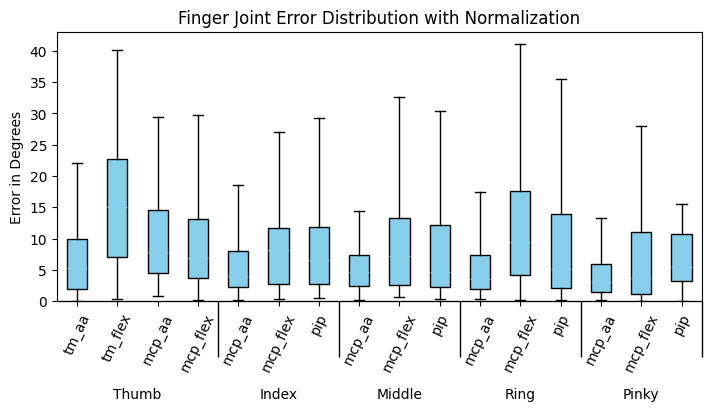 Finger Joint Error Distribution with Normalization
Error in Degrees
40
35
30
25
20
15
10
5
0
tm_aa
tm_flex
mcp_aa
mcp_flex
mcp_aa
mcp_flex
pip
mcp_aa
mcp_flex
pip
mcp_aa
mcp_flex
pip
mcp_aa
mcp_flex
pip
Thumb
Index
Middle
Ring
Pinky